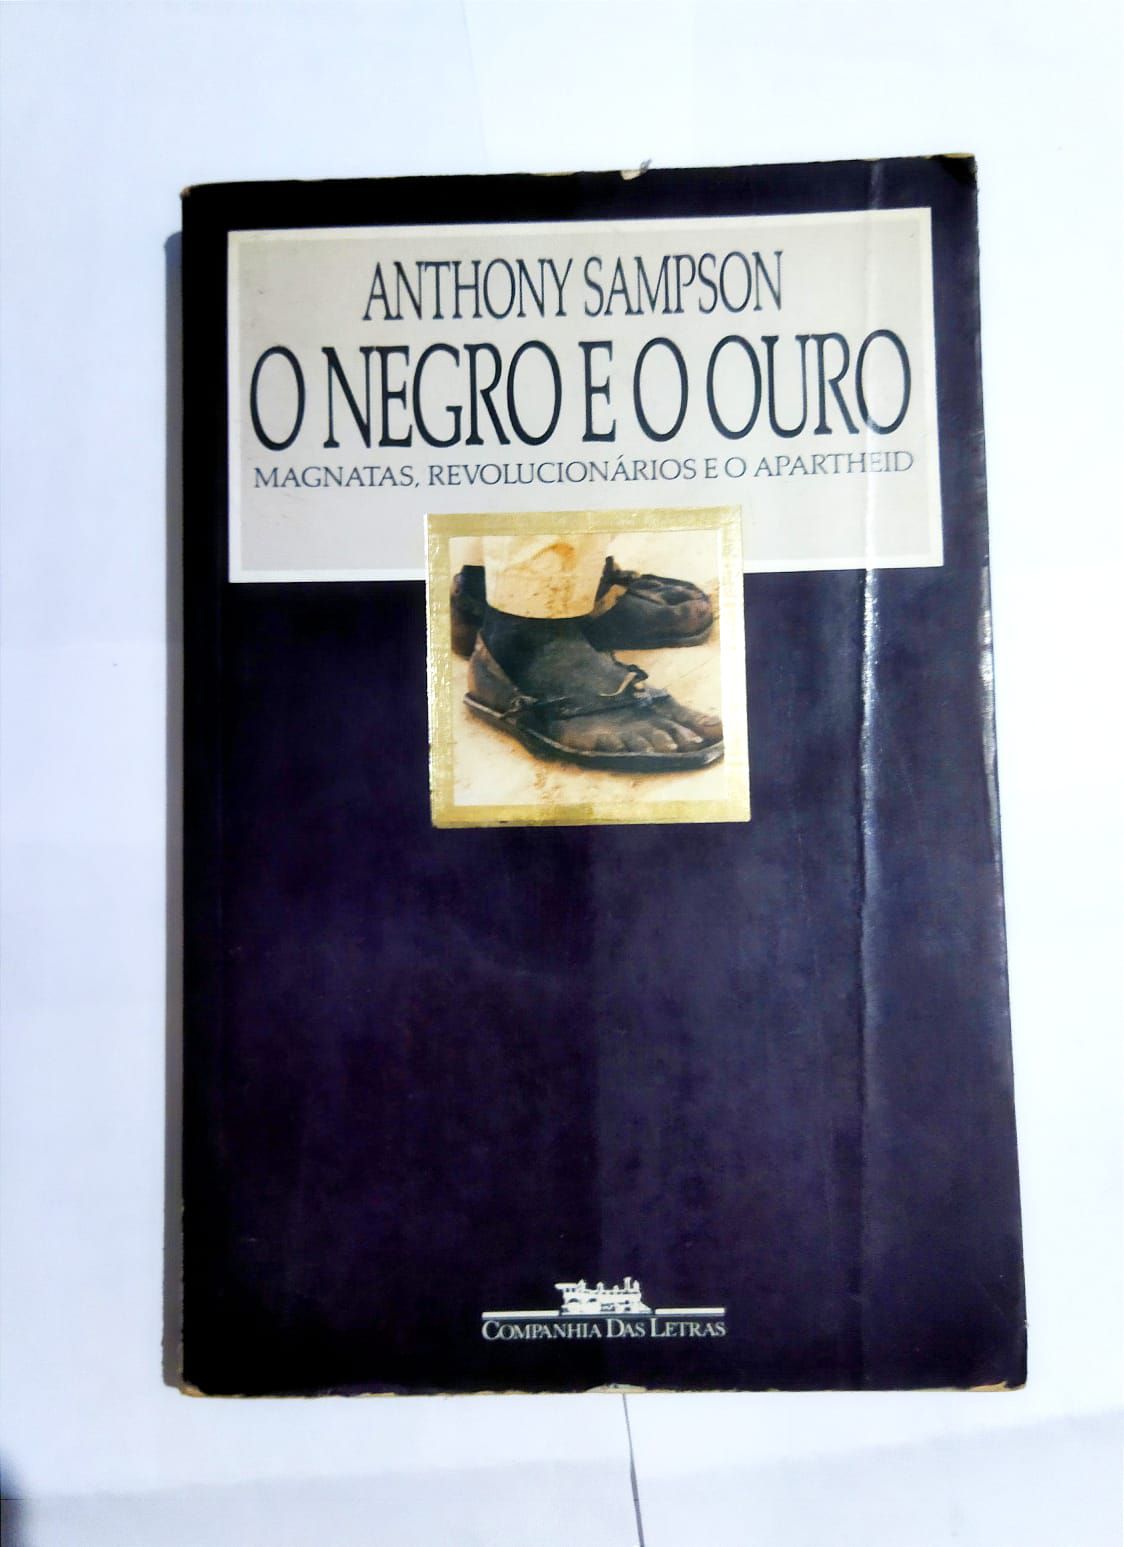 ANTHONY SAMPSON
O NEGRO E O OURO
MAGNATAS, REVOLUCIONÁRIOS E O APARTHEID
COMPANHIA DAS LETRAS